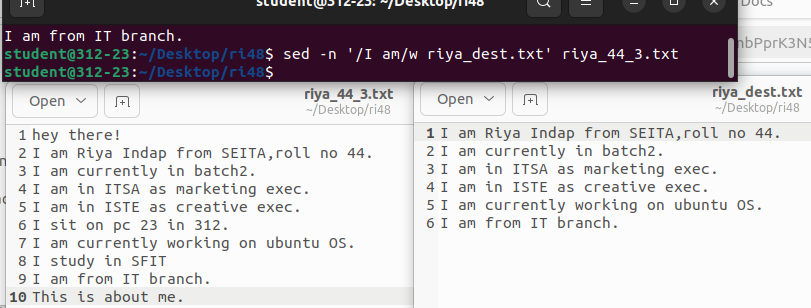 student@312-23: ~/Desktop/ri48
Docs
I am from IT branch.
student@312-23:~/Desktop/ri48$ sed -n '/I am/w riya_dest.txt' riya_44_3.txt
student@312-23:~/Desktop/ri48$
Open
riya_44_3.txt
~/Desktop/ri48
1 hey there!
2 I am Riya Indap from SEITA,roll no 44.
3 I am currently in batch2.
4 I am in ITSA as marketing exec.
5 I am in ISTE as creative exec.
6 I sit on pc 23 in 312.
7 I am currently working on ubuntu OS.
8 I study in SFIT
9 I am from IT branch.
10 This is about me.
Open
riya_dest.txt
~/Desktop/ri48
1 I am Riya Indap from SEITA,roll no 44.
2 I am currently in batch2.
3 I am in ITSA as marketing exec.
4 I am in ISTE as creative exec.
5 I am currently working on ubuntu OS.
6 I am from IT branch.